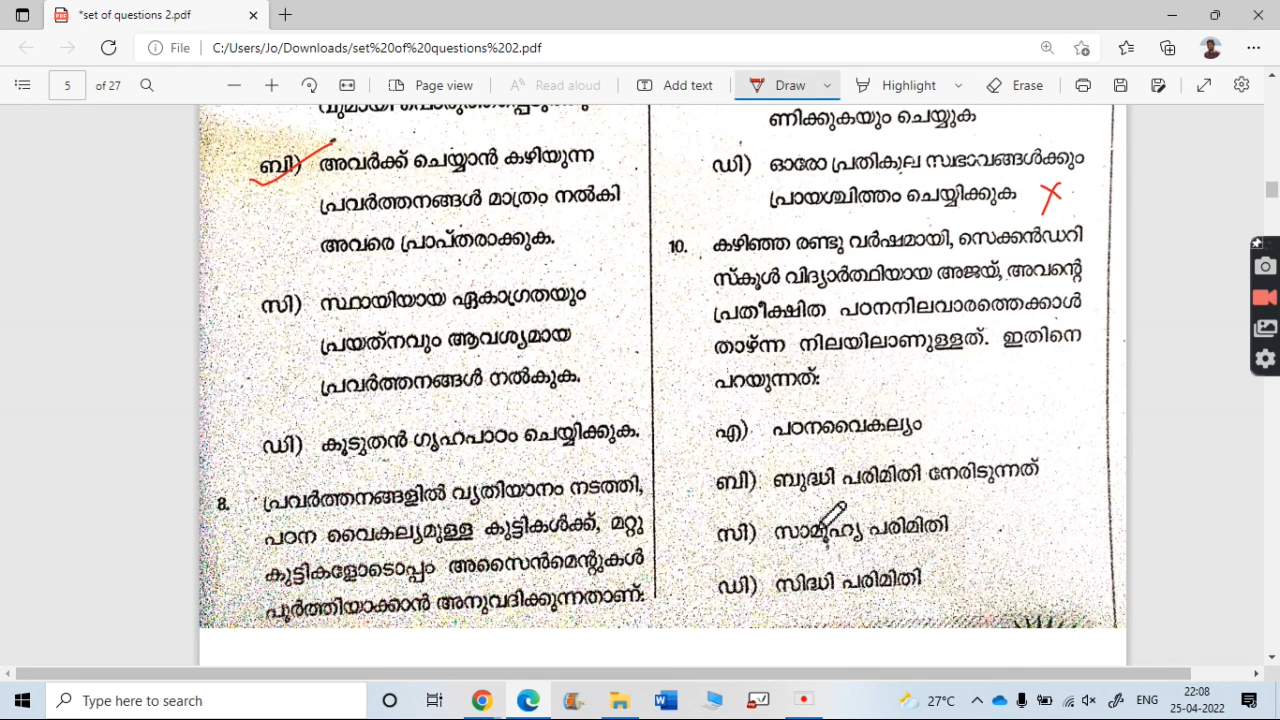 *set of questions 2.pdf
File
C:/Users/Jo/Downloads/set%20of%20questions%202.pdf
5 of 27
Page view
Read aloud
Add text
Draw
Highlight
Erase
ബി) അവർക്ക് ചെയ്യാൻ കഴിയുന്ന
പ്രവർത്തനങ്ങൾ മാത്രം നൽകി
അവരെ പ്രാപ്തരാക്കുക.
സി) സ്ഥായിയായ ഏകാഗ്രതയും
പ്രയത്നവും ആവശ്യമായ
പ്രവർത്തനങ്ങൾ നൽകുക.
ഡി) കൂടുതൻ ഗൃഹപാഠം ചെയ്യിക്കുക.
8. പ്രവർത്തനങ്ങളിൽ വ്യതിയാനം നടത്തി,
പഠന വൈകല്യമുള്ള കുട്ടികൾക്ക്, മറ്റു
കുട്ടികളോടൊപ്പം അസൈൻമെന്റുകൾ
പൂർത്തിയാക്കാൻ അനുവദിക്കുന്നതാണ്:
ണിക്കുകയും ചെയ്യുക
ഡി) ഓരോ പ്രതികൂല സ്വഭാവങ്ങൾക്കും
പ്രായശ്ചിത്തം ചെയ്യിക്കുക
10. കഴിഞ്ഞ രണ്ടു വർഷമായി, സെക്കൻഡറി
സ്കൂൾ വിദ്യാർത്ഥിയായ അജയ്, അവന്റെ
പ്രതീക്ഷിത പഠനനിലവാരത്തെക്കാൾ
താഴ്ന്ന നിലയിലാണുള്ളത്. ഇതിനെ
പറയുന്നത്:
എ) പഠനവൈകല്യം
ബി) ബുദ്ധി പരിമിതി നേരിടുന്നത്
സി) സാമൂഹ്യ പരിമിതി
ഡി) സിദ്ധി പരിമിതി
Type here to search
27°C
ENG
22:08
25-04-2022